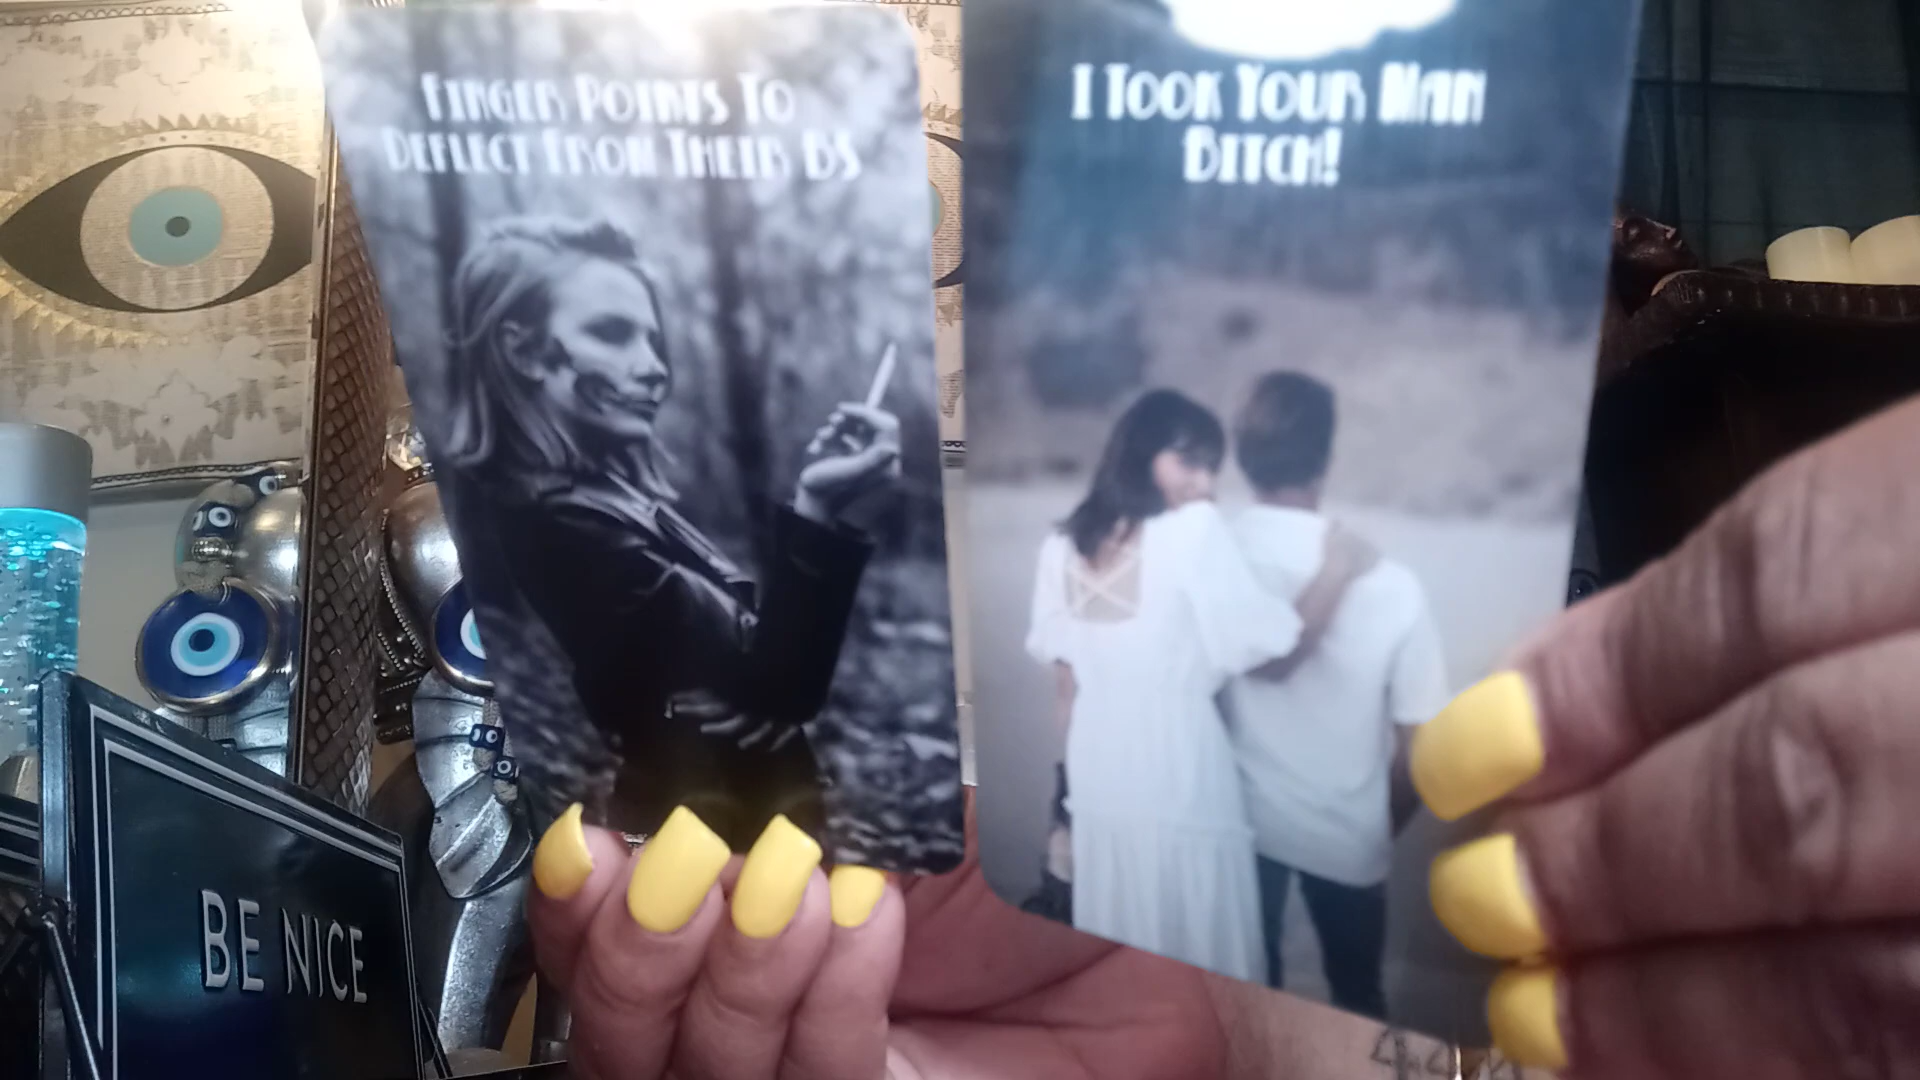 FINGER POINTS TO
DEFLECT FROM THEIR BS
I TOOK YOUR MAN
BITCH!
BE NICE